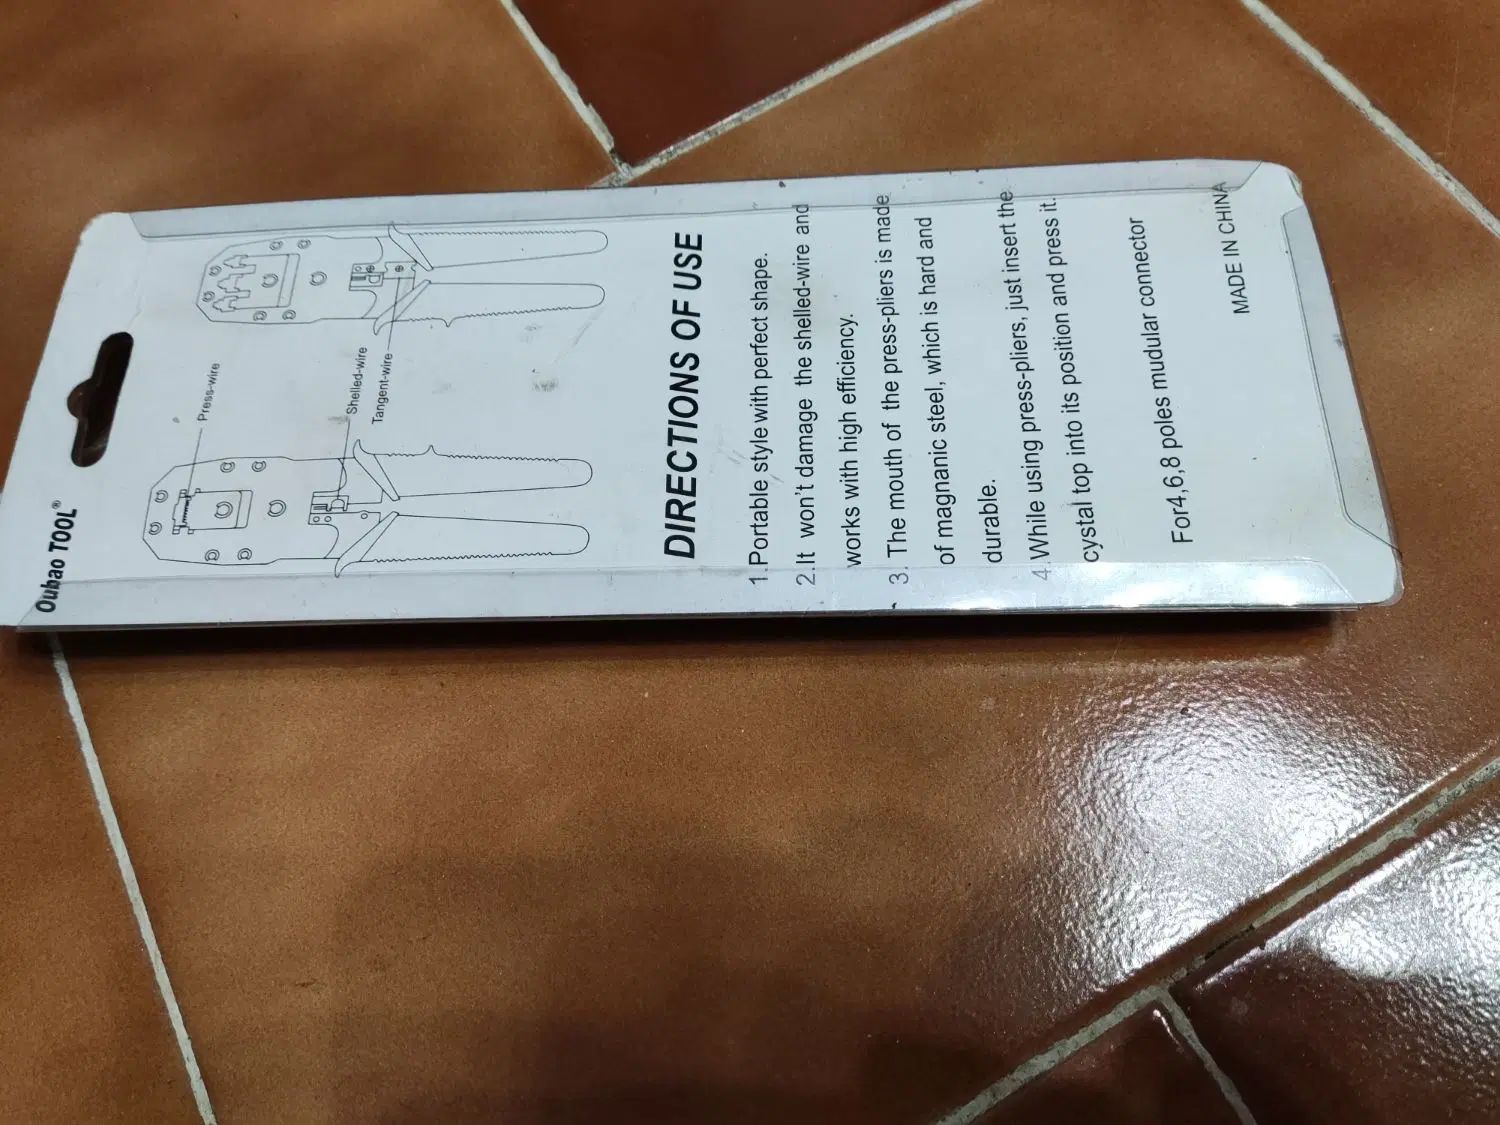 Oubao TOOL®
Press-wire
Shelled-wire
Tangent-wire
DIRECTIONS OF USE
1.Portable style with perfect shape.
2.It won't damage the shelled-wire and
works with high efficiency.
3. The mouth of the press-pliers is made
of magnanic steel, which is hard and
durable.
4.While using press-pliers, just insert the
cystal top into its position and press it.
For4,6,8 poles mudular connector
MADE IN CHINA